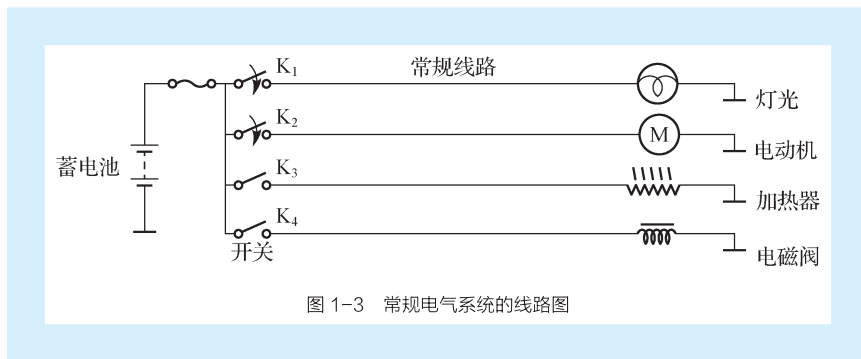 K₁
常规线路
灯光
K₂
M
电动机
蓄电池
K₃
加热器
K₄
开关
电磁阀
图 1-3 常规电气系统的线路图